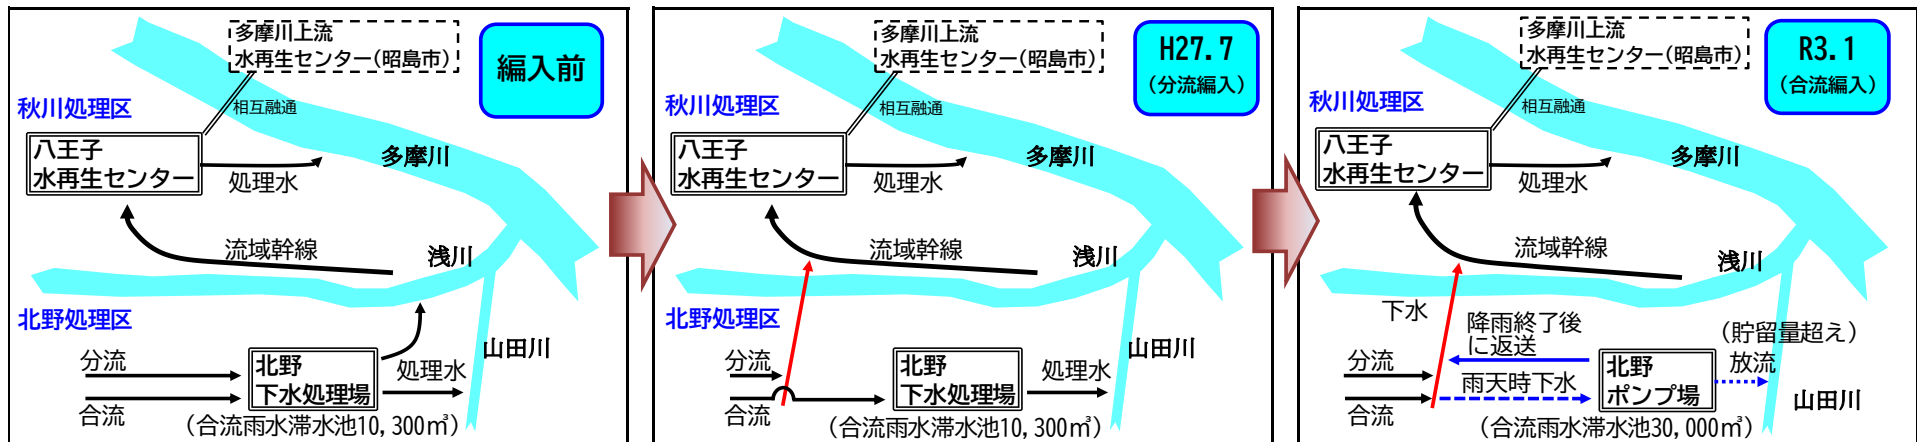 多摩川上流
水再生センター(昭島市)
編入前
秋川処理区
相互融通
八王子
水再生センター
処理水
多摩川
流域幹線
浅川
北野処理区
分流
合流
北野
下水処理場
処理水
山田川
(合流雨水滞水池10,300㎥)
多摩川上流
水再生センター(昭島市)
H27.7
(分流編入)
秋川処理区
相互融通
八王子
水再生センター
処理水
多摩川
流域幹線
浅川
北野処理区
分流
合流
北野
下水処理場
処理水
山田川
(合流雨水滞水池10,300㎥)
多摩川上流
水再生センター(昭島市)
R3.1
(合流編入)
秋川処理区
相互融通
八王子
水再生センター
処理水
多摩川
流域幹線
浅川
下水
降雨終了後
に返送
(貯留量超え)
放流
分流
雨天時下水
合流
北野
ポンプ場
山田川
(合流雨水滞水池30,000㎥)